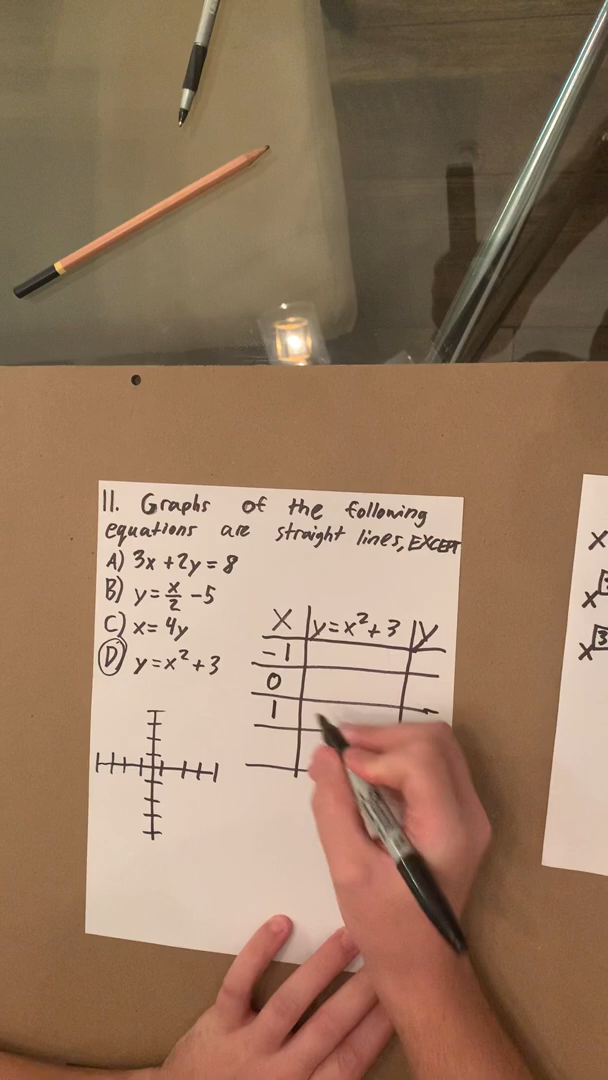 11. Graphs of the following
equations are straight lines, EXCEPT
A) 3x + 2y = 8
B) y = x/2 - 5
C) x = 4y
D) y = x² + 3
X y = x² + 3 y
-1
0
1
x
x
x 3